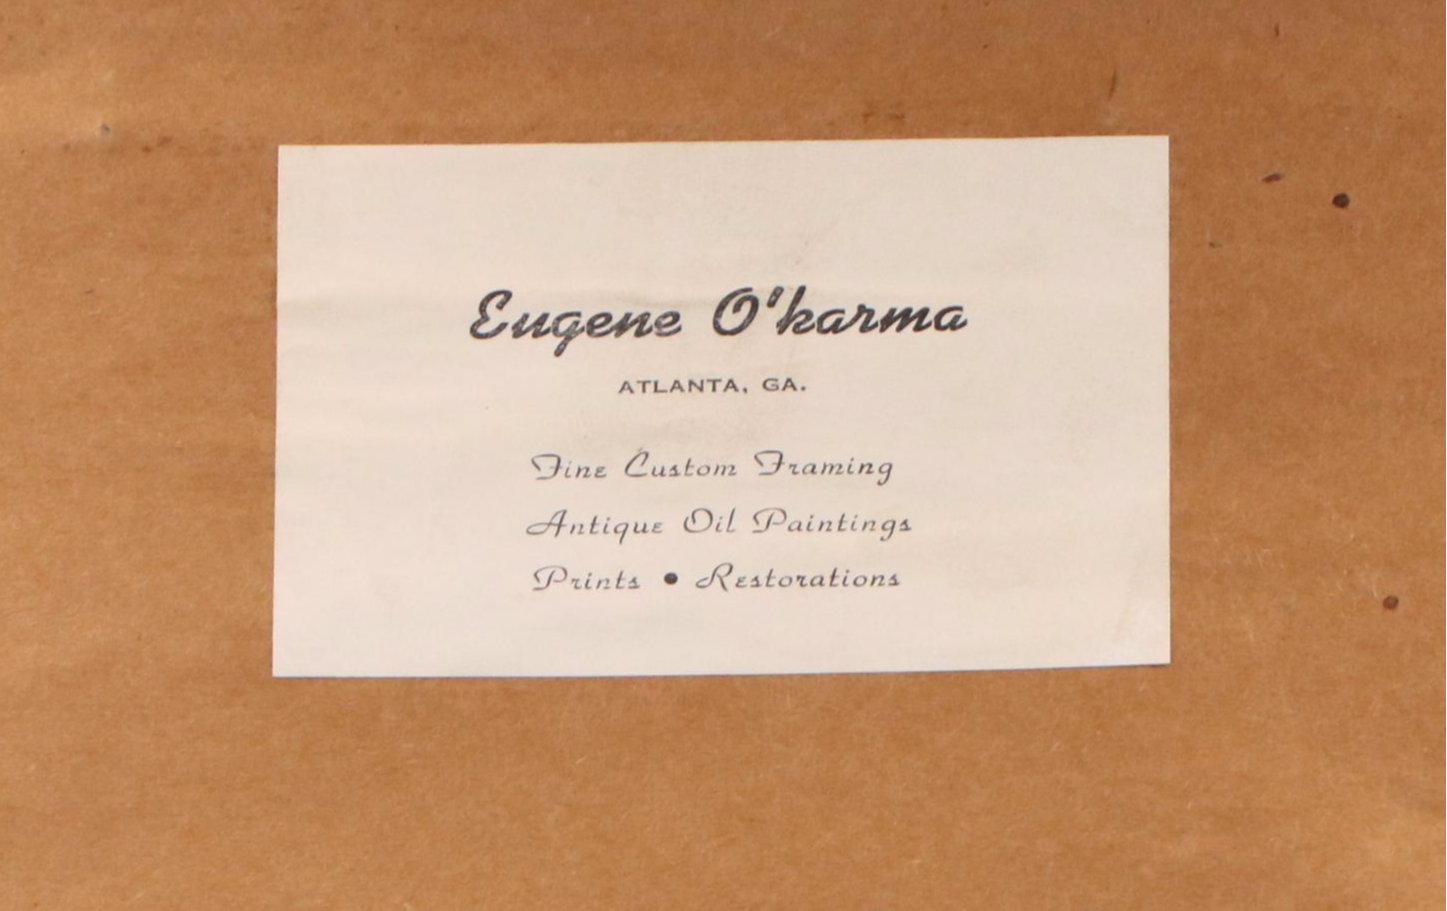 Eugene O'karma
ATLANTA, GA.
Fine Custom Framing
Antique Oil Paintings
Prints • Restorations